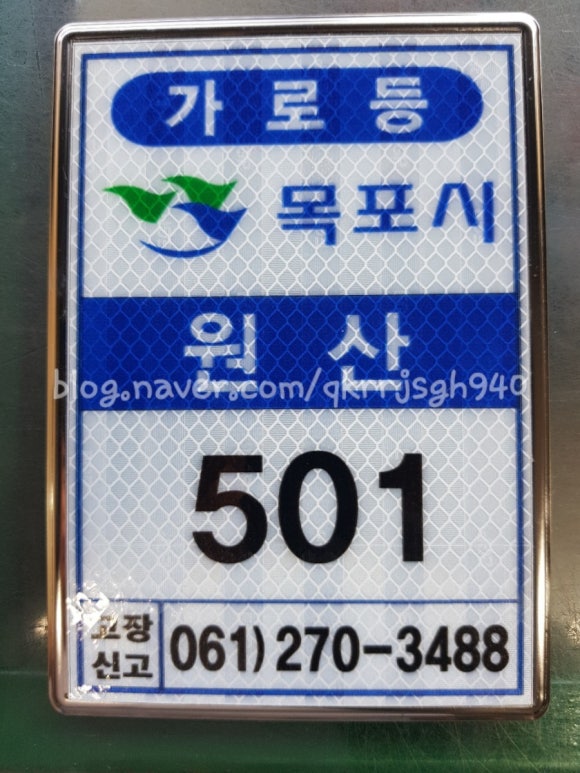 가로등
목포시
원산
blog.naver.com/qkrrjsgh940
501
고장
신고
061) 270-3488